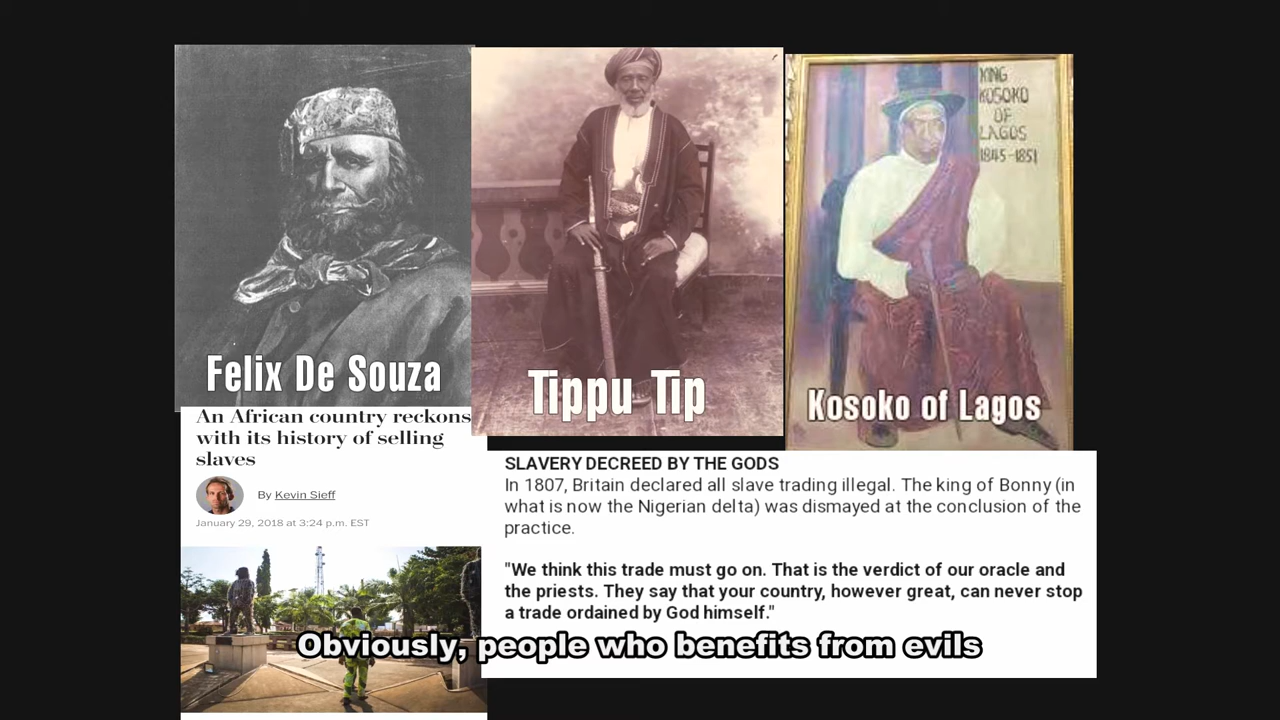 KING
KOSOKO
OF
LAGOS
1845-1851
Felix De Souza
Tippu Tip
Kosoko of Lagos
An African country reckons
with its history of selling
slaves
By Kevin Sieff
January 29, 2018 at 3:24 p.m. EST
SLAVERY DECREED BY THE GODS
In 1807, Britain declared all slave trading illegal. The king of Bonny (in
what is now the Nigerian delta) was dismayed at the conclusion of the
practice.
"We think this trade must go on. That is the verdict of our oracle and
the priests. They say that your country, however great, can never stop
a trade ordained by God himself."
Obviously, people who benefits from evils